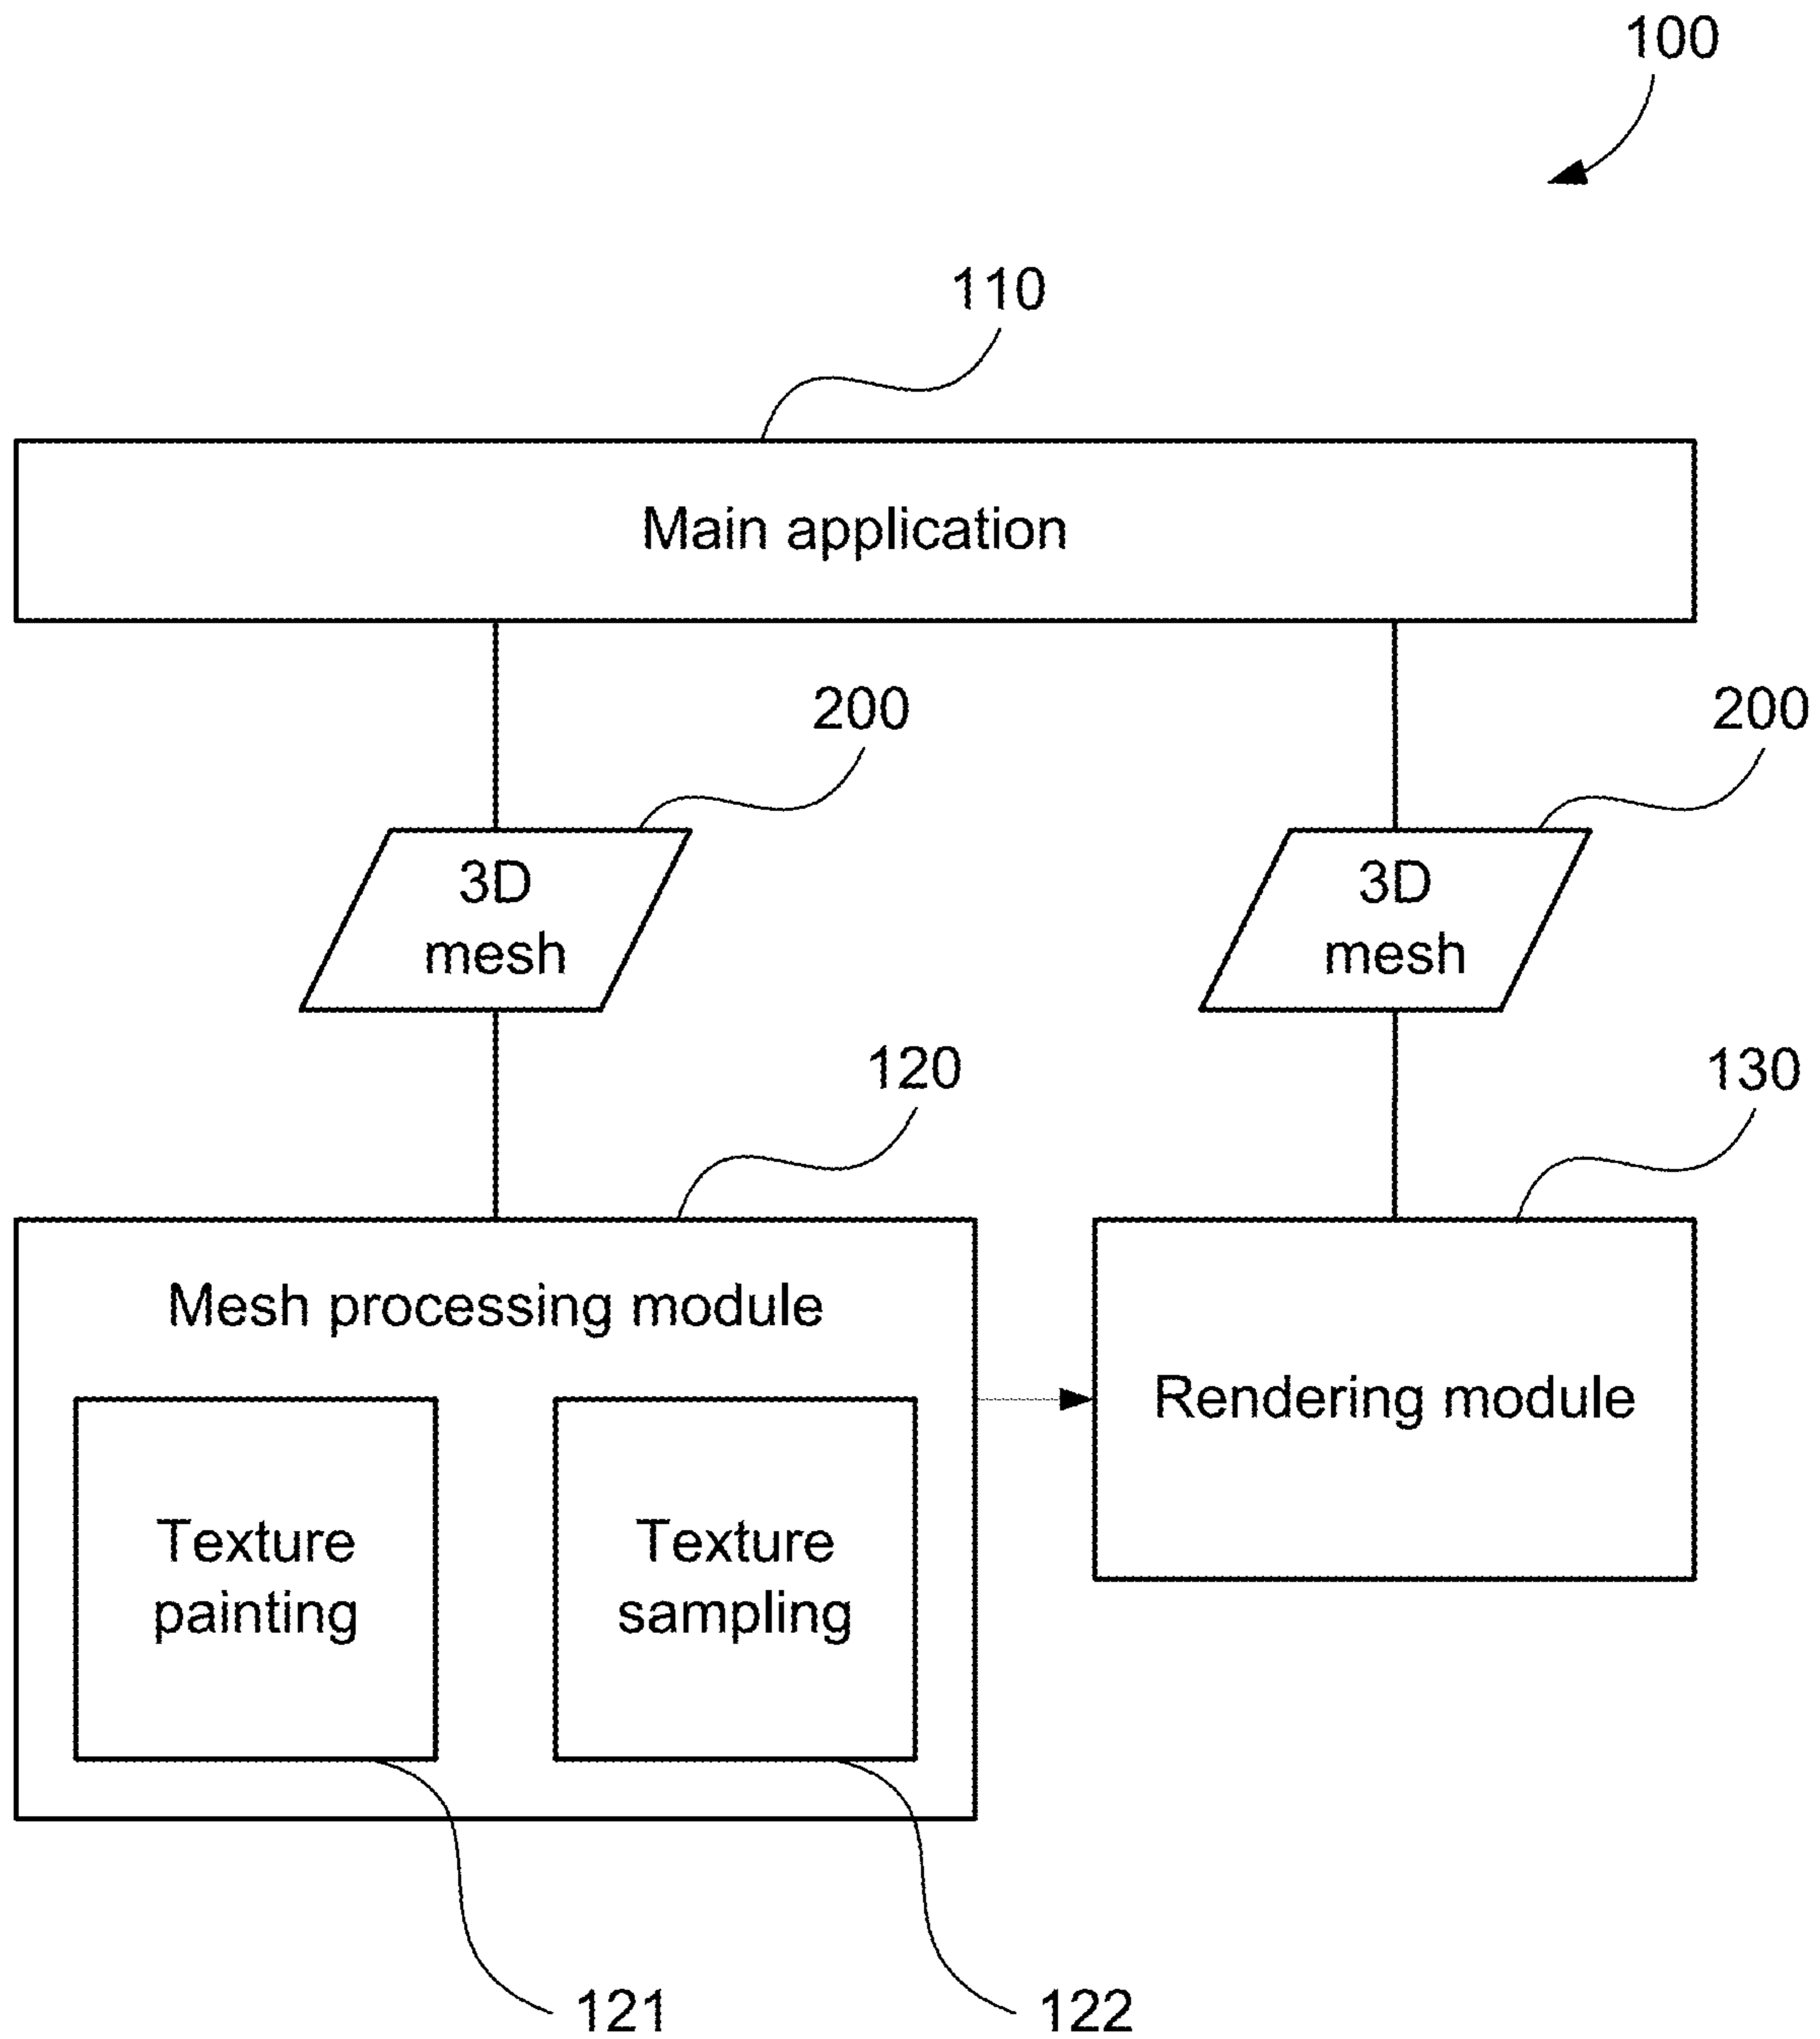 100
110
Main application
200
200
3D
mesh
3D
mesh
120
130
Mesh processing module
Rendering module
Texture
painting
Texture
sampling
121
122